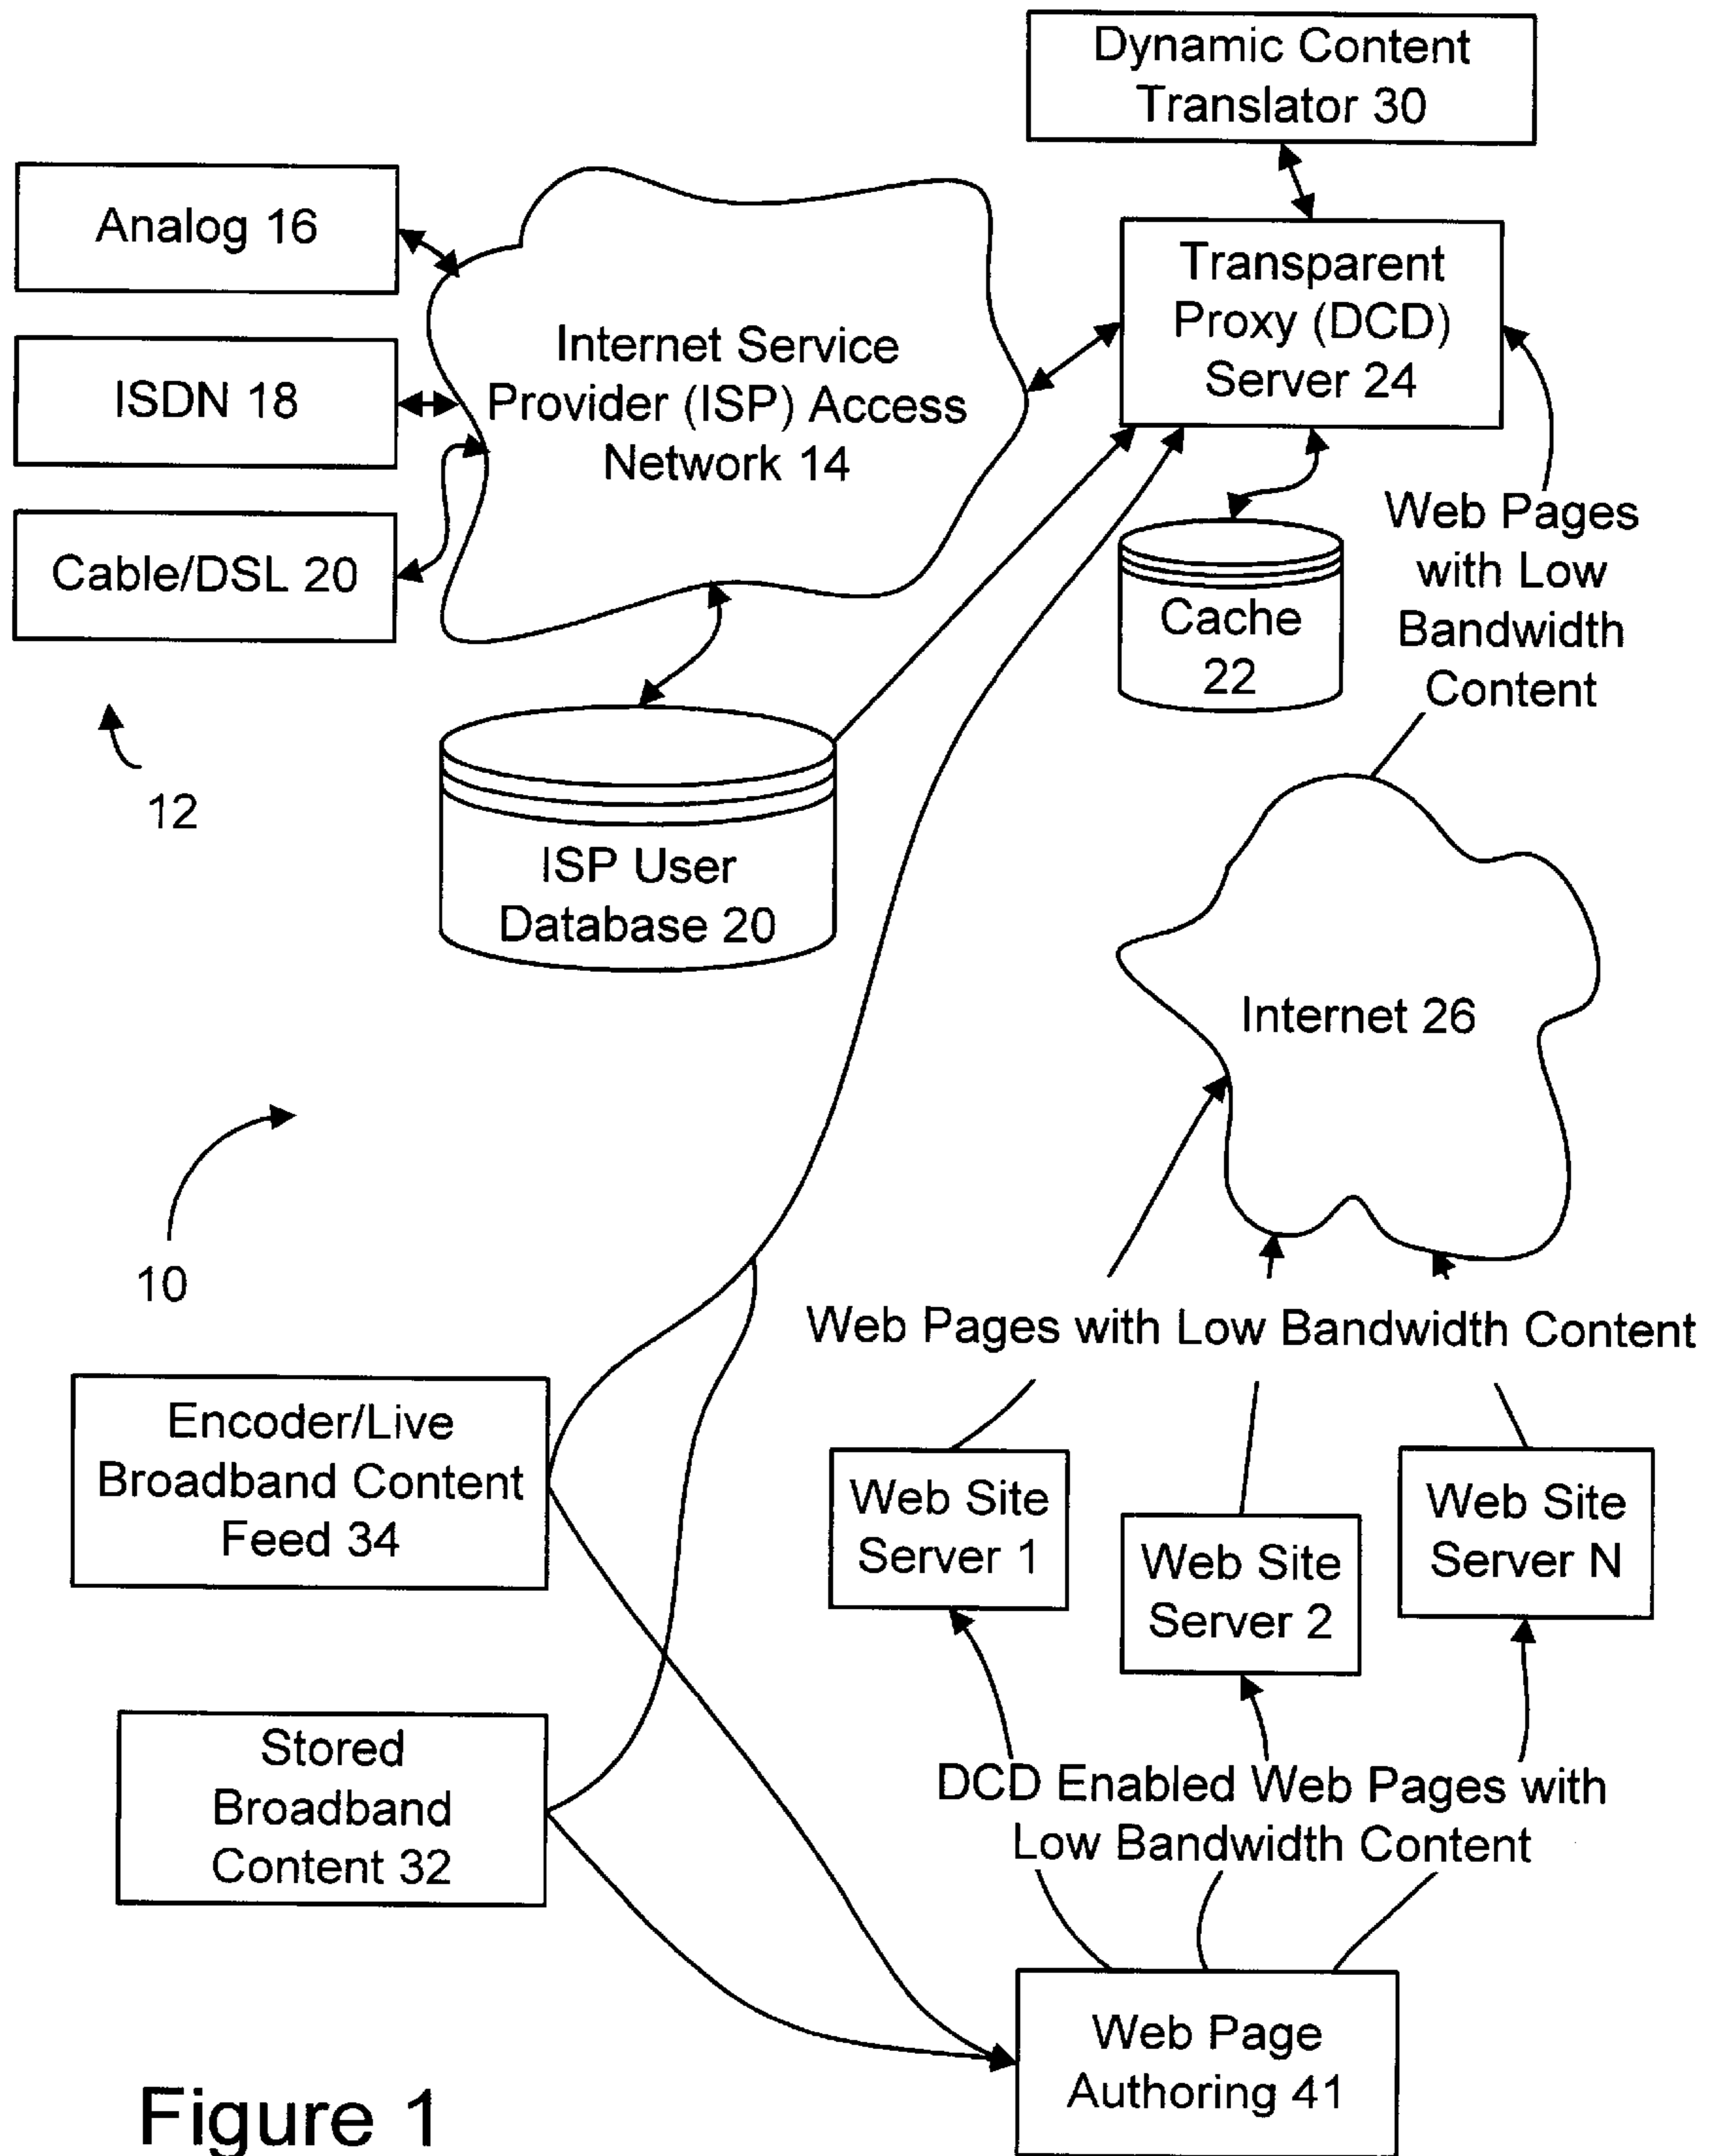 Dynamic Content
Translator 30
Analog 16
ISDN 18
Cable/DSL 20
12
Internet Service
Provider (ISP) Access
Network 14
Transparent
Proxy (DCD)
Server 24
Cache
22
Web Pages
with Low
Bandwidth
Content
ISP User
Database 20
Internet 26
10
Web Pages with Low Bandwidth Content
Encoder/Live
Broadband Content
Feed 34
Web Site
Server 1
Web Site
Server 2
Web Site
Server N
Stored
Broadband
Content 32
DCD Enabled Web Pages with
Low Bandwidth Content
Web Page
Authoring 41
Figure 1